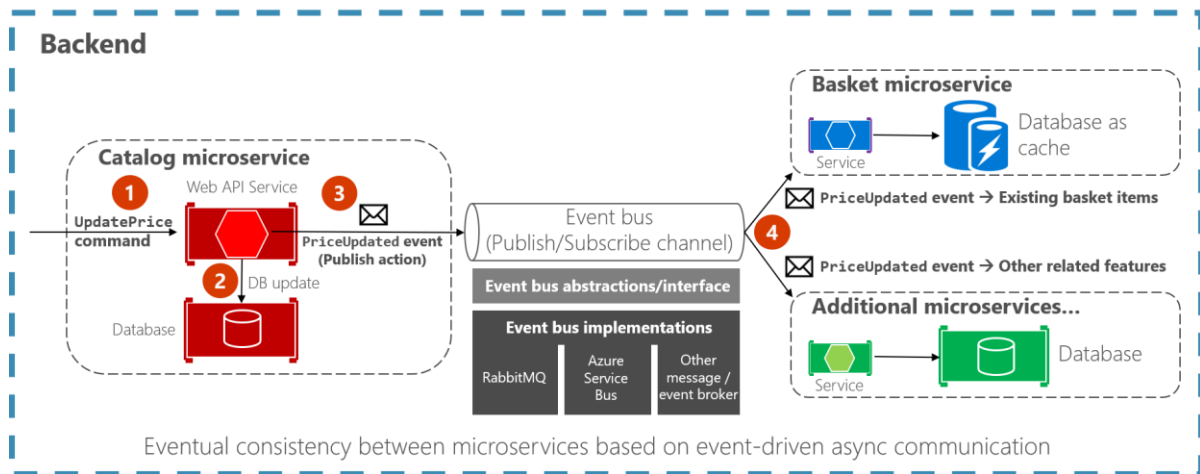 Backend
Catalog microservice
Web API Service
1
UpdatePrice
command
2
DB update
Database
3
PriceUpdated event
(Publish action)
Event bus
(Publish/Subscribe channel)
Event bus abstractions/interface
Event bus implementations
RabbitMQ
Azure
Service
Bus
Other
message /
event broker
4
Basket microservice
Service
Database as
cache
PriceUpdated event → Existing basket items
PriceUpdated event → Other related features
Additional microservices...
Service
Database
Eventual consistency between microservices based on event-driven async communication